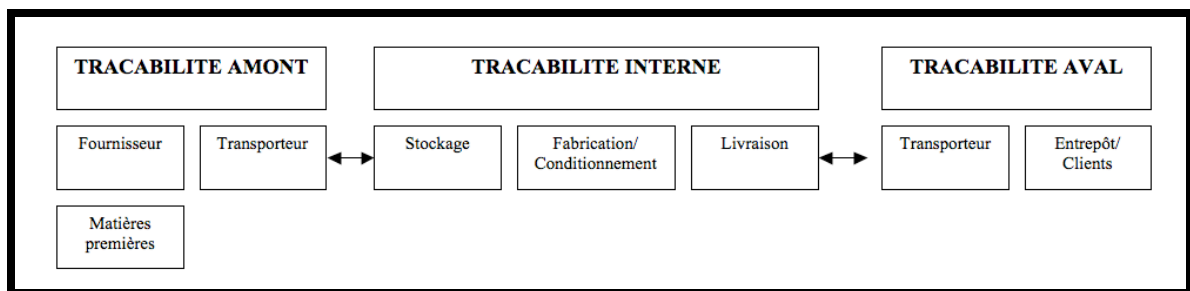 TRACABILITE AMONT
TRACABILITE INTERNE
TRACABILITE AVAL
Fournisseur
Transporteur
Stockage
Fabrication/
Conditionnement
Livraison
Transporteur
Entrepôt/
Clients
Matières
premières